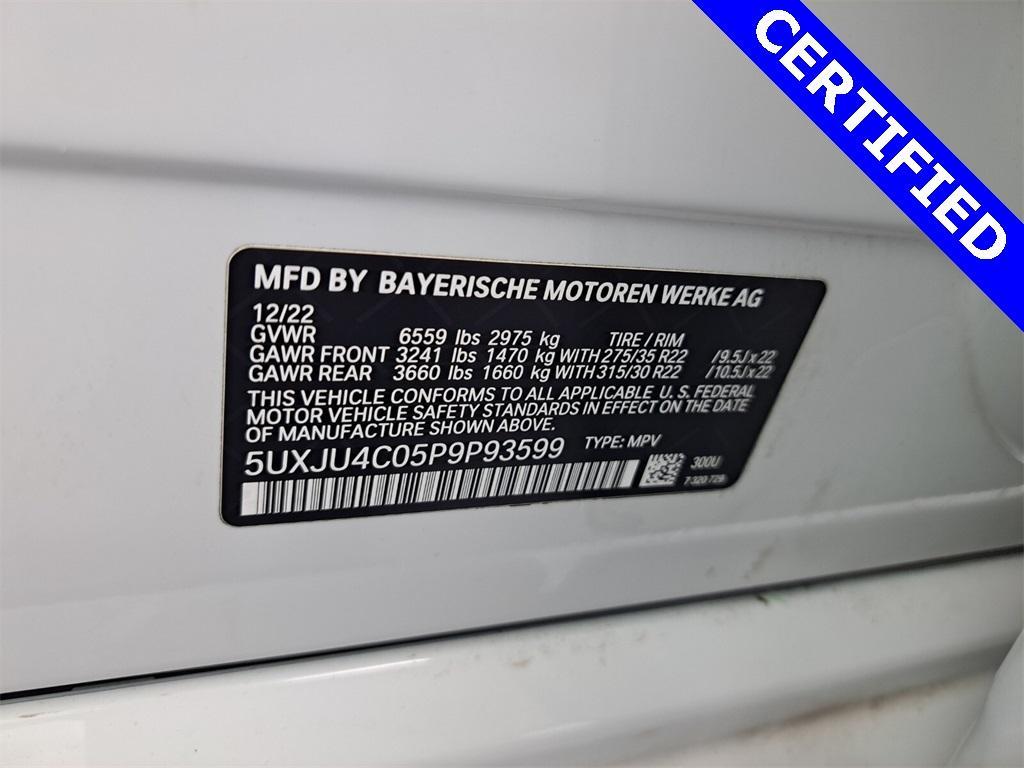 CERTIFIED
MFD BY BAYERISCHE MOTOREN WERKE AG
12/22
GVWR 6559 lbs 2975 kg TIRE / RIM
GAWR FRONT 3241 lbs 1470 kg WITH 275/35 R22 /9.5J x 22
GAWR REAR 3660 lbs 1660 kg WITH 315/30 R22 /10.5J x 22
THIS VEHICLE CONFORMS TO ALL APPLICABLE U. S. FEDERAL
MOTOR VEHICLE SAFETY STANDARDS IN EFFECT ON THE DATE
OF MANUFACTURE SHOWN ABOVE.
5UXJU4C05P9P93599 TYPE: MPV
300U
7 320 729